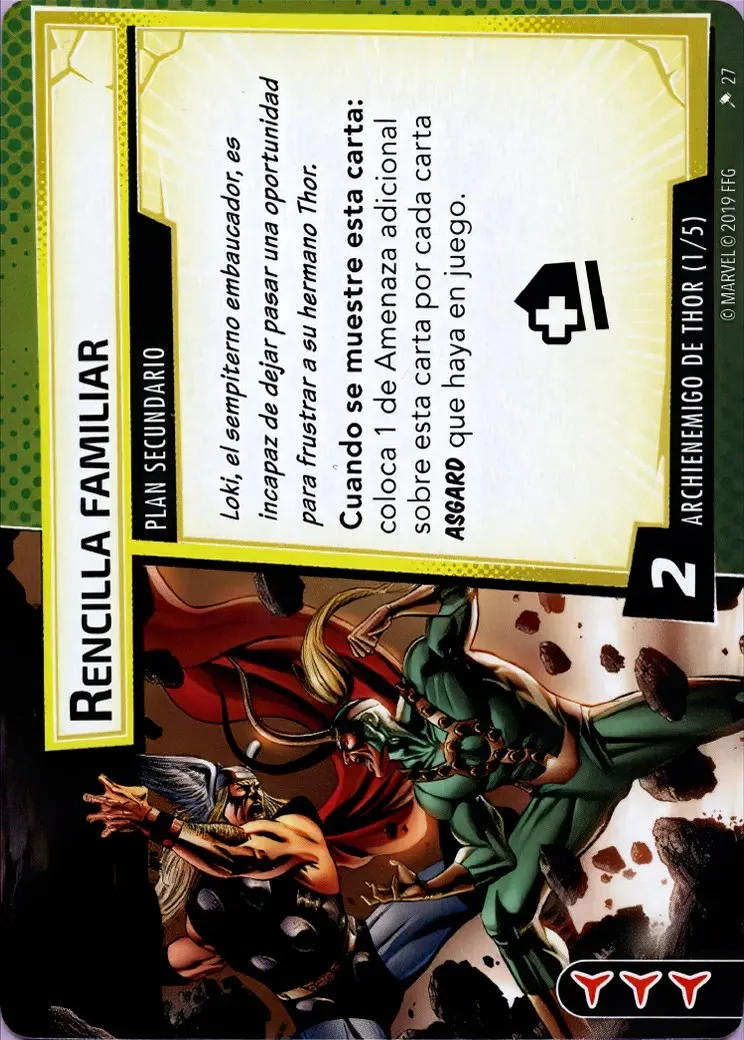 RENCILLA FAMILIAR
PLAN SECUNDARIO
Loki, el sempiterno embaucador, es
incapaz de dejar pasar una oportunidad
para frustrar a su hermano Thor.
Cuando se muestre esta carta:
coloca 1 de Amenaza adicional
sobre esta carta por cada carta
ASGARD que haya en juego.
2
ARCHIENEMIGO DE THOR (1/5)
© MARVEL © 2019 FFG
27